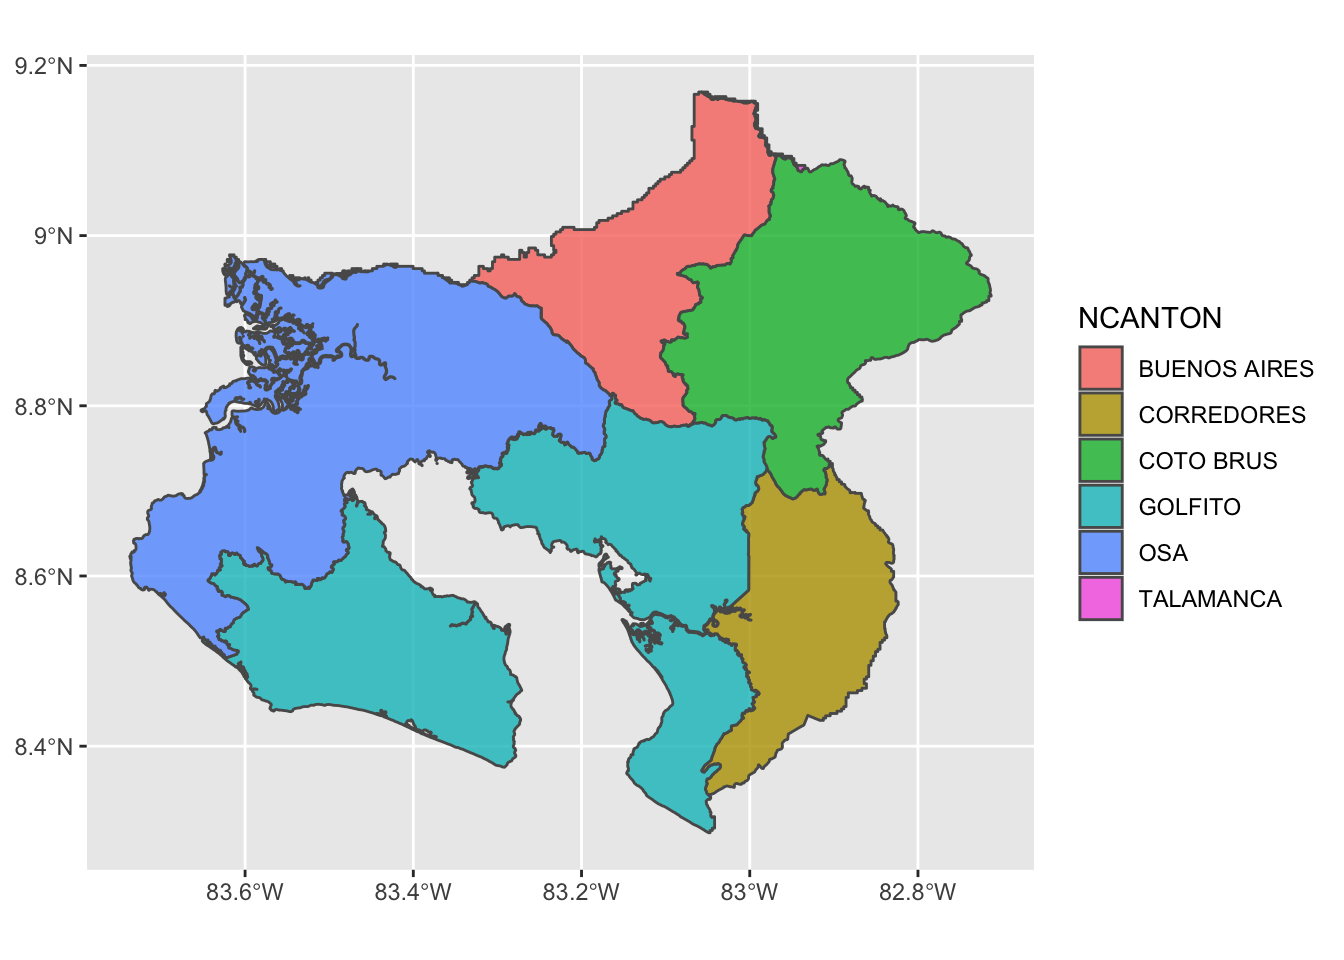 9.2°N
9°N
8.8°N
8.6°N
8.4°N
83.6°W
83.4°W
83.2°W
83°W
82.8°W
NCANTON
BUENOS AIRES
CORREDORES
COTO BRUS
GOLFITO
OSA
TALAMANCA